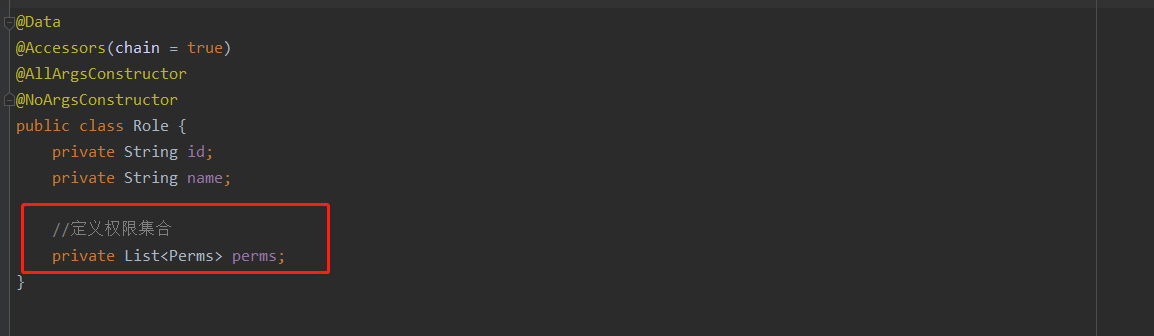 @Data
@Accessors(chain = true)
@AllArgsConstructor
@NoArgsConstructor
public class Role {
    private String id;
    private String name;
    //定义权限集合
    private List<Perms> perms;
}